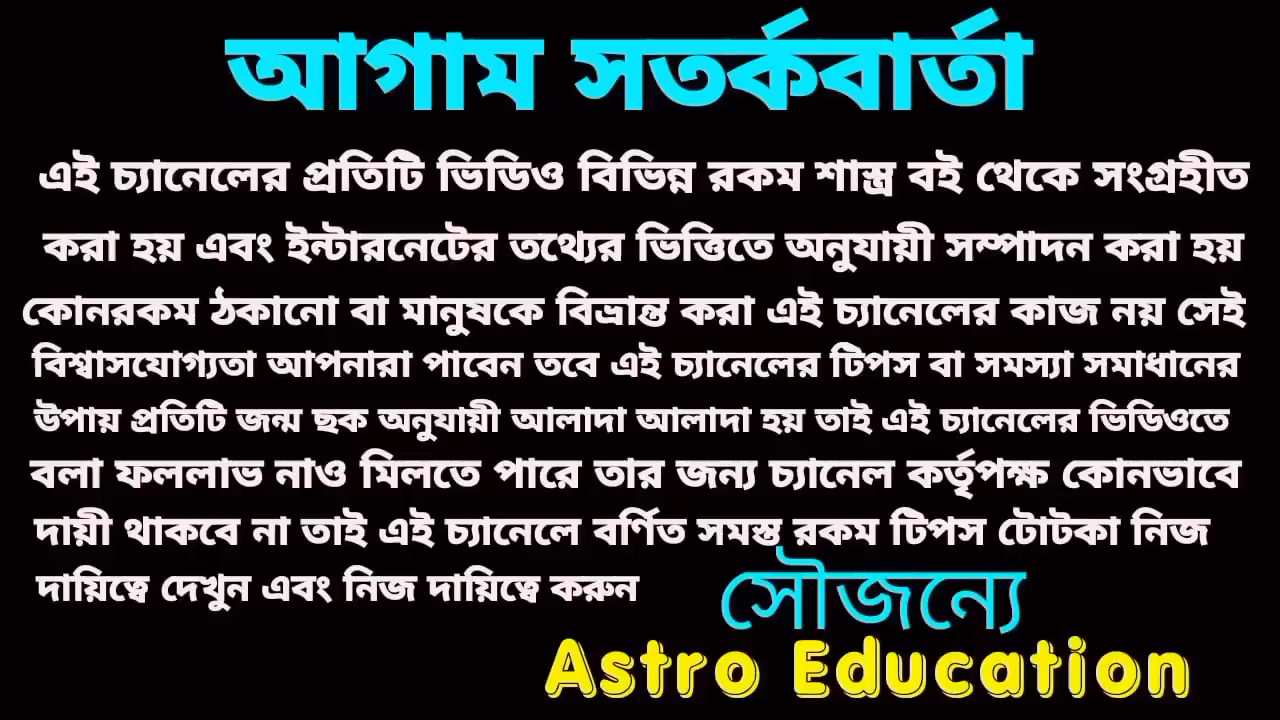 আগাম সতর্কবার্তা
এই চ্যানেলের প্রতিটি ভিডিও বিভিন্ন রকম শাস্ত্র বই থেকে সংগ্রহীত
করা হয় এবং ইন্টারনেটের তথ্যের ভিত্তিতে অনুযায়ী সম্পাদন করা হয়
কোনরকম ঠকানো বা মানুষকে বিভ্রান্ত করা এই চ্যানেলের কাজ নয় সেই
বিশ্বাসযোগ্যতা আপনারা পাবেন তবে এই চ্যানেলের টিপস বা সমস্যা সমাধানের
উপায় প্রতিটি জন্ম ছক অনুযায়ী আলাদা আলাদা হয় তাই এই চ্যানেলের ভিডিওতে
বলা ফললাভ নাও মিলতে পারে তার জন্য চ্যানেল কর্তৃপক্ষ কোনভাবে
দায়ী থাকবে না তাই এই চ্যানেলে বর্ণিত সমস্ত রকম টিপস টোটকা নিজ
দায়িত্বে দেখুন এবং নিজ দায়িত্বে করুন
সৌজন্যে
Astro Education